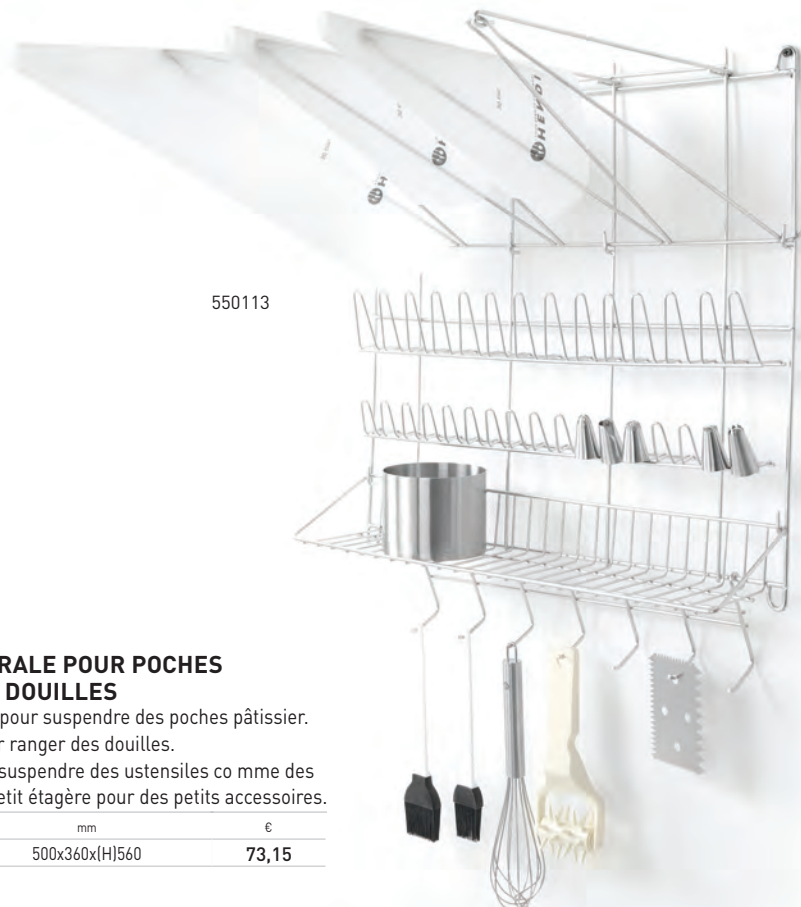 550113
RALE POUR POCHES
DOUILLES
pour suspendre des poches pâtissier.
r ranger des douilles.
suspendre des ustensiles co mme des
etit étagère pour des petits accessoires.
mm €
500x360x(H)560 73,15